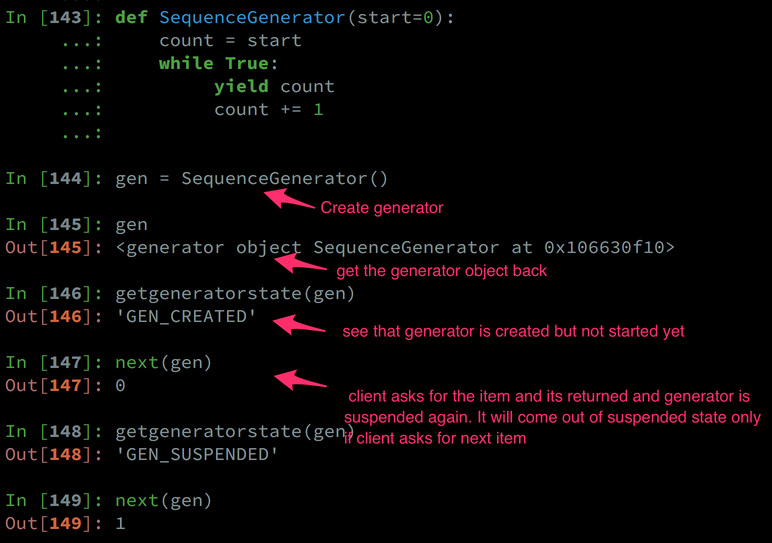 In [143]: def SequenceGenerator(start=0):
     ...:     count = start
     ...:     while True:
     ...:         yield count
     ...:         count += 1
     ...:
In [144]: gen = SequenceGenerator()
Create generator
In [145]: gen
Out[145]: <generator object SequenceGenerator at 0x106630f10>
get the generator object back
In [146]: getgeneratorstate(gen)
Out[146]: 'GEN_CREATED'
see that generator is created but not started yet
In [147]: next(gen)
Out[147]: 0
client asks for the item and its returned and generator is
suspended again. It will come out of suspended state only
if client asks for next item
In [148]: getgeneratorstate(gen)
Out[148]: 'GEN_SUSPENDED'
In [149]: next(gen)
Out[149]: 1